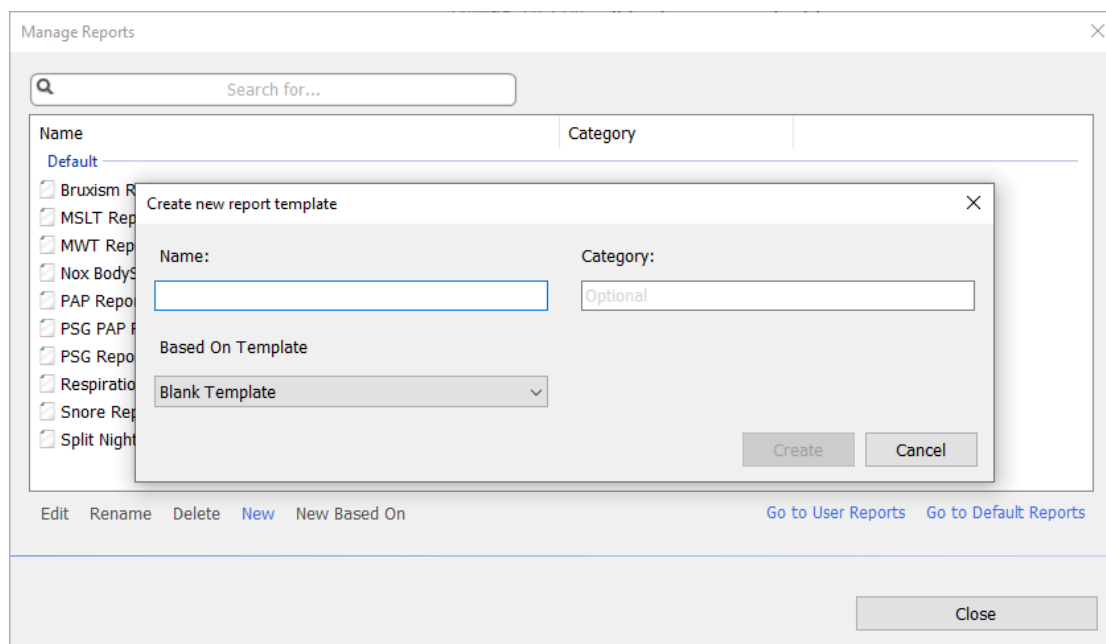 Manage Reports
Search for...
Name Category
Default
Bruxism R
MSLT Rep
MWT Rep
Nox BodyS
PAP Repor
PSG PAP
PSG Repo
Respiratio
Snore Rep
Split Night
Create new report template
Name: Category:
Optional
Based On Template
Blank Template
Create Cancel
Edit Rename Delete New New Based On Go to User Reports Go to Default Reports
Close